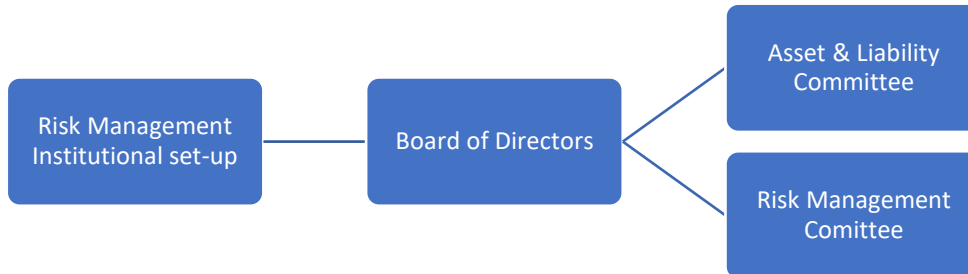 Risk Management
Institutional set-up
Board of Directors
Asset & Liability
Committee
Risk Management
Comittee